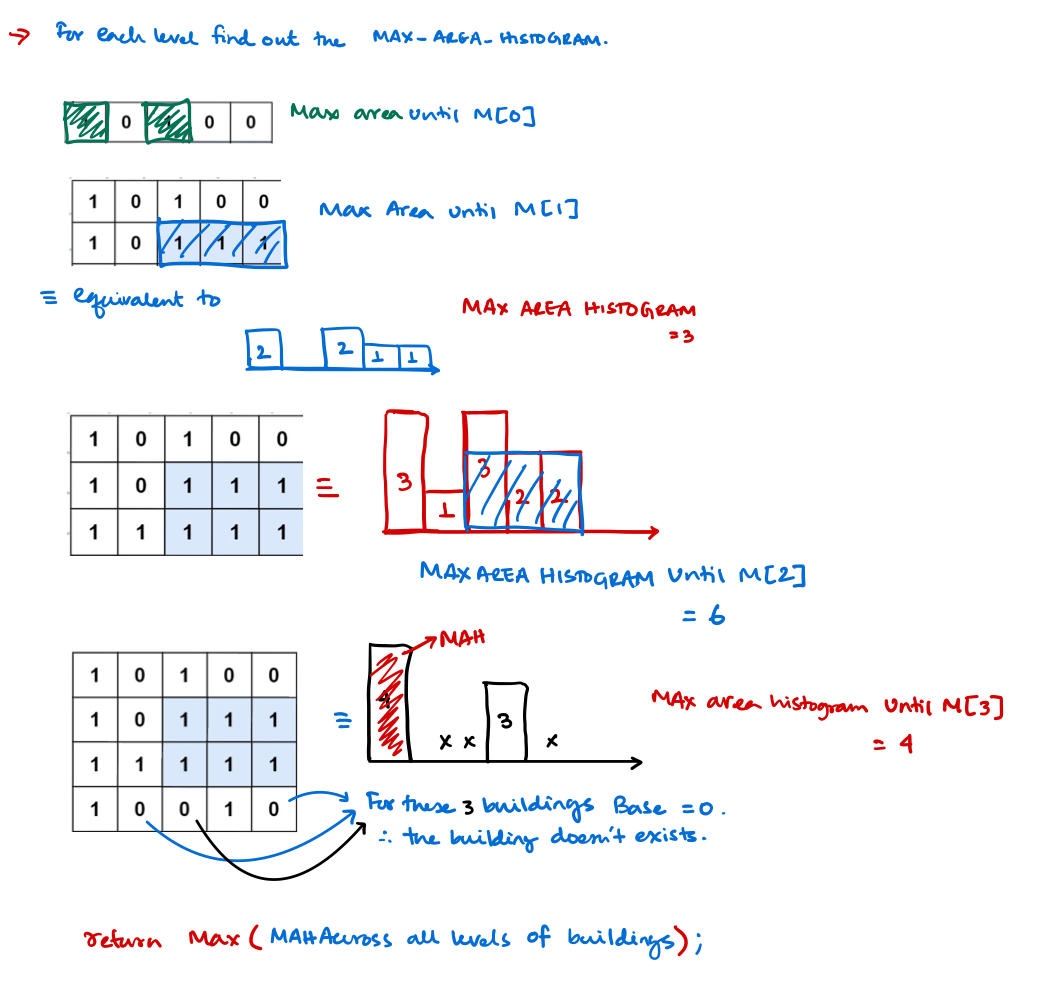 → For each level find out the MAX-AREA-HISTOGRAM.
0 0 0 Max area until M[0]
1 0 1 0 0
1 0 1 1 1
Max Area until M[1]
≡ equivalent to
MAX AREA HISTOGRAM
=3
2 2 1 1
1 0 1 0 0
1 0 1 1 1
1 1 1 1 1
≡
3 1 3 2 2
MAX AREA HISTOGRAM Until M[2]
= 6
MAH
1 0 1 0 0
1 0 1 1 1
1 1 1 1 1
1 0 0 1 0
≡
4 x x 3 x
Max area histogram Until M[3]
= 4
For these 3 buildings Base =0.
∴ the building doesn't exists.
return Max ( MAH Across all levels of buildings);